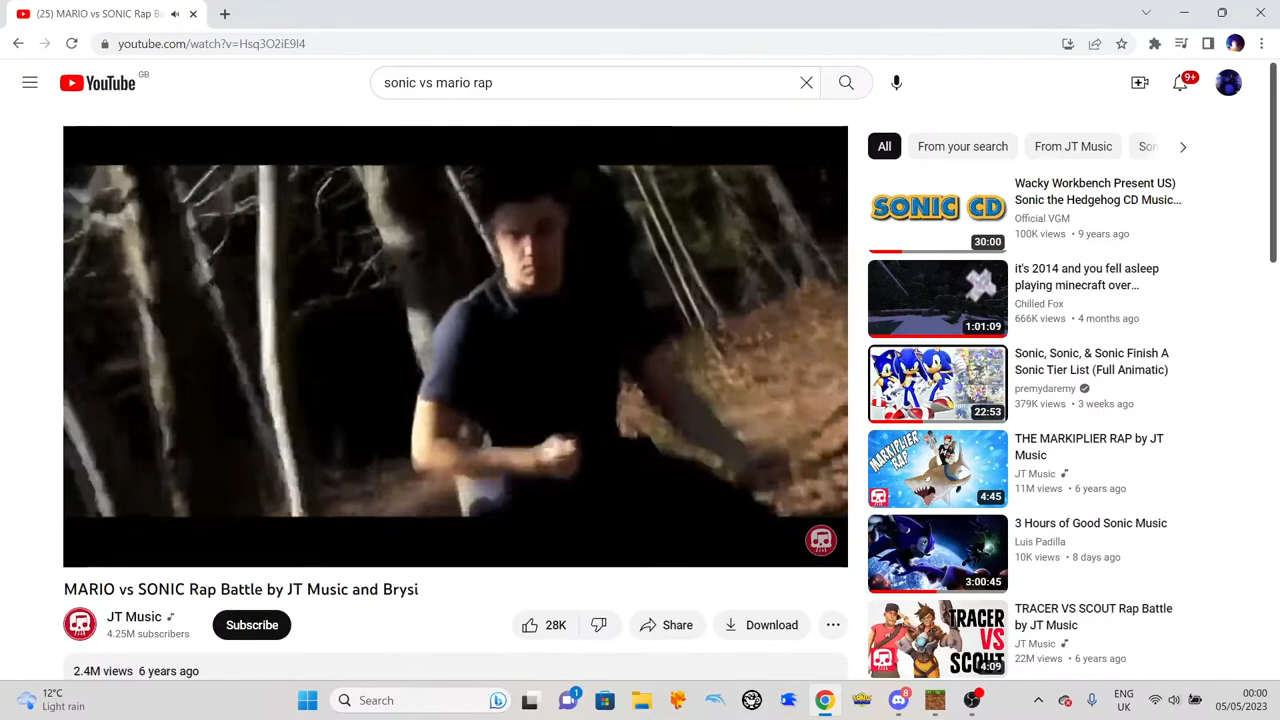 (25) MARIO vs SONIC Rap Ba
youtube.com/watch?v=Hsq3O2iE9I4
YouTube GB
sonic vs mario rap
9+
All
From your search
From JT Music
Son
SONIC CD
30:00
Wacky Workbench Present US)
Sonic the Hedgehog CD Music...
Official VGM
100K views • 9 years ago
1:01:09
it's 2014 and you fell asleep
playing minecraft over...
Chilled Fox
666K views • 4 months ago
22:53
Sonic, Sonic, & Sonic Finish A
Sonic Tier List (Full Animatic)
premydaremy
379K views • 3 weeks ago
MARKIPLIER
RAP
4:45
THE MARKIPLIER RAP by JT
Music
JT Music
11M views • 6 years ago
3:00:45
3 Hours of Good Sonic Music
Luis Padilla
10K views • 8 days ago
TRACER
VS
SCOUT
4:09
TRACER VS SCOUT Rap Battle
by JT Music
JT Music
22M views • 6 years ago
MARIO vs SONIC Rap Battle by JT Music and Brysi
JT Music
4.25M subscribers
Subscribe
28K
Share
Download
2.4M views 6 years ago
12°C
Light rain
Search
1
8
ENG
UK
00:00
05/05/2023